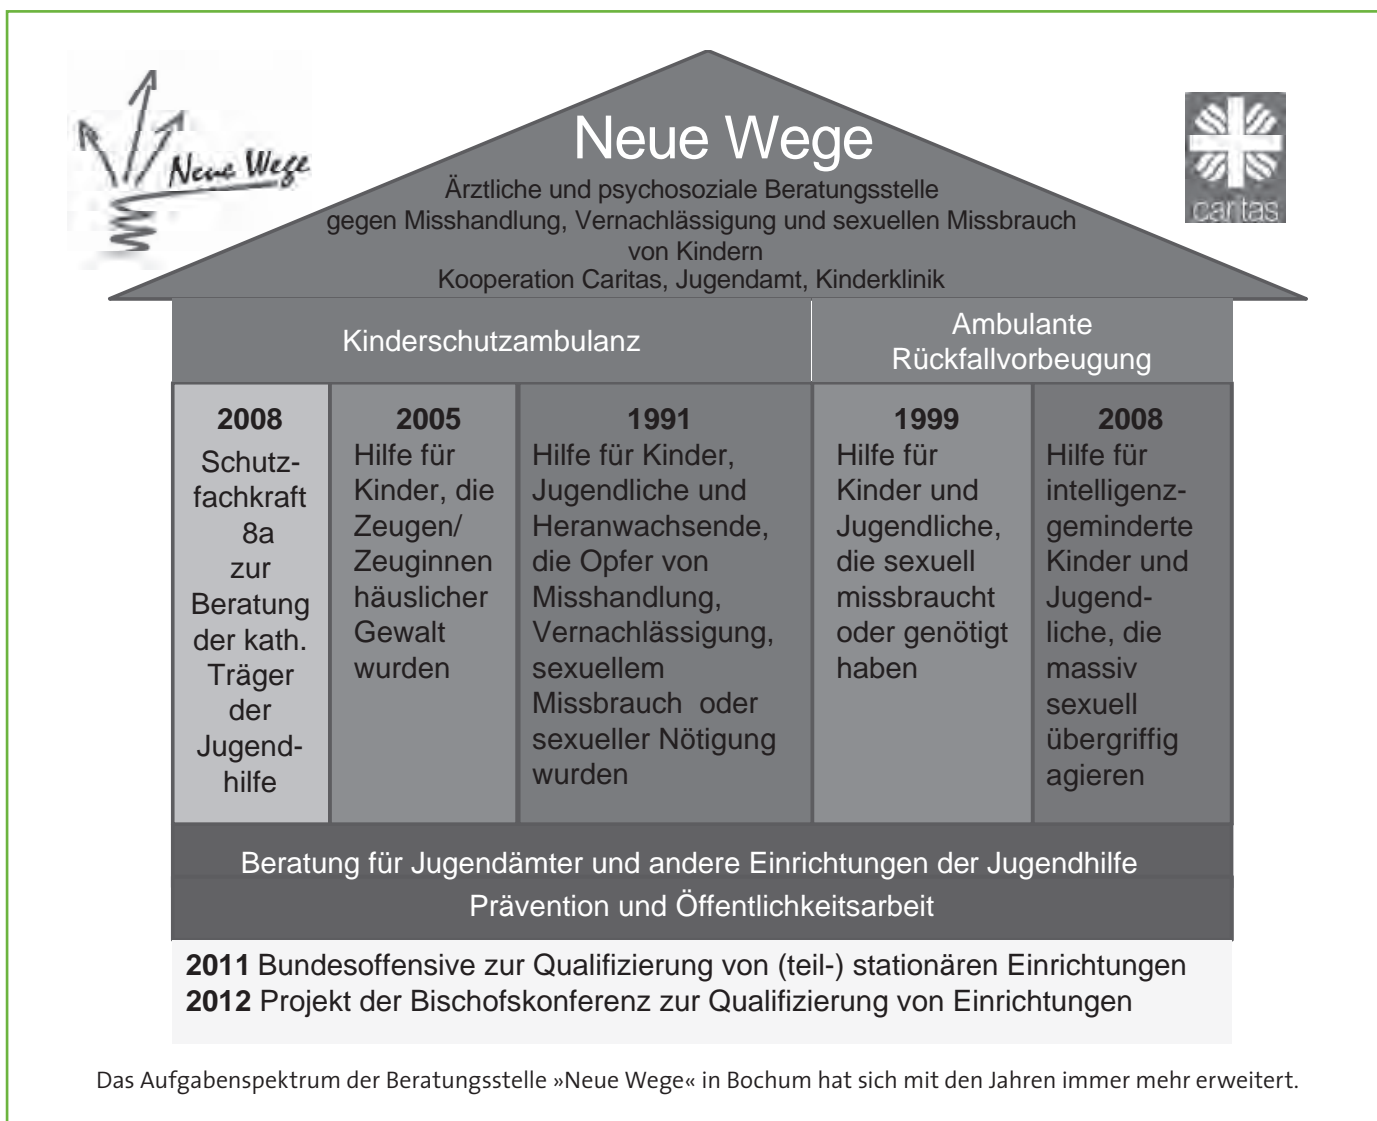 Neue Wege
caritas
Neue Wege
Ärztliche und psychosoziale Beratungsstelle
gegen Misshandlung, Vernachlässigung und sexuellen Missbrauch
von Kindern
Kooperation Caritas, Jugendamt, Kinderklinik
Kinderschutzambulanz
Ambulante
Rückfallvorbeugung
2008
Schutz-
fachkraft
8a
zur
Beratung
der kath.
Träger
der
Jugend-
hilfe
2005
Hilfe für
Kinder, die
Zeugen/
Zeuginnen
häuslicher
Gewalt
wurden
1991
Hilfe für Kinder,
Jugendliche und
Heranwachsende,
die Opfer von
Misshandlung,
Vernachlässigung,
sexuellem
Missbrauch oder
sexueller Nötigung
wurden
1999
Hilfe für
Kinder und
Jugendliche,
die sexuell
missbraucht
oder genötigt
haben
2008
Hilfe für
intelligenz-
geminderte
Kinder und
Jugend-
liche, die
massiv
sexuell
übergriffig
agieren
Beratung für Jugendämter und andere Einrichtungen der Jugendhilfe
Prävention und Öffentlichkeitsarbeit
2011 Bundesoffensive zur Qualifizierung von (teil-) stationären Einrichtungen
2012 Projekt der Bischofskonferenz zur Qualifizierung von Einrichtungen
Das Aufgabenspektrum der Beratungsstelle »Neue Wege« in Bochum hat sich mit den Jahren immer mehr erweitert.